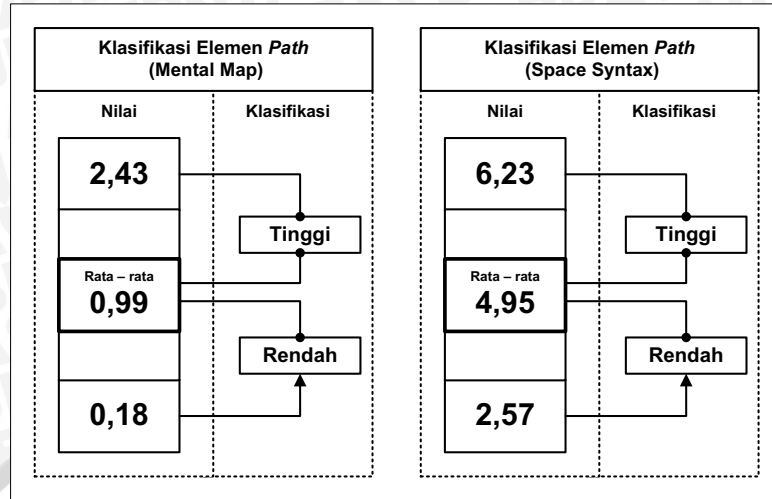 Klasifikasi Elemen Path
(Mental Map)
Nilai
Klasifikasi
2,43
Tinggi
Rata – rata
0,99
Rendah
0,18
Klasifikasi Elemen Path
(Space Syntax)
Nilai
Klasifikasi
6,23
Tinggi
Rata – rata
4,95
Rendah
2,57